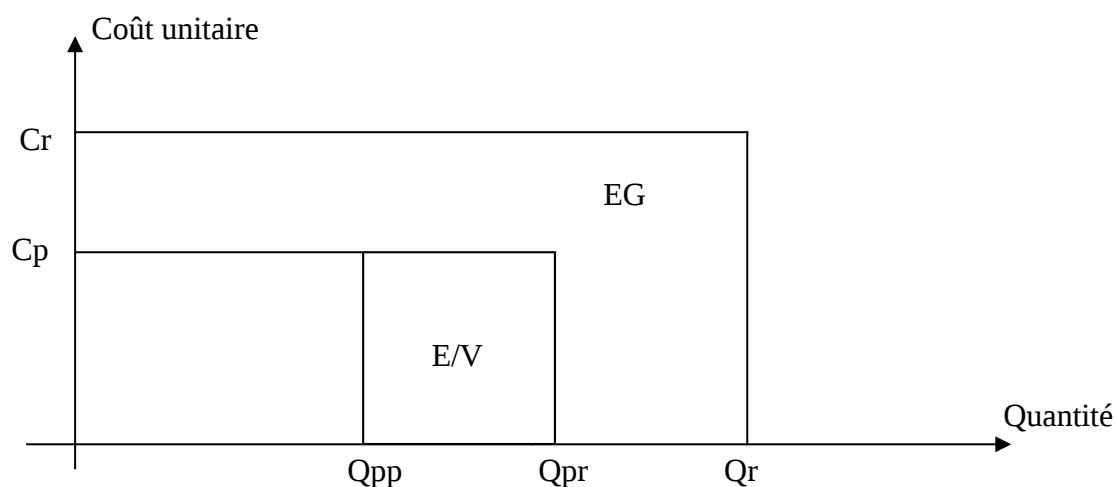 Coût unitaire
Cr
EG
Cp
E/V
Quantité
Qpp
Qpr
Qr